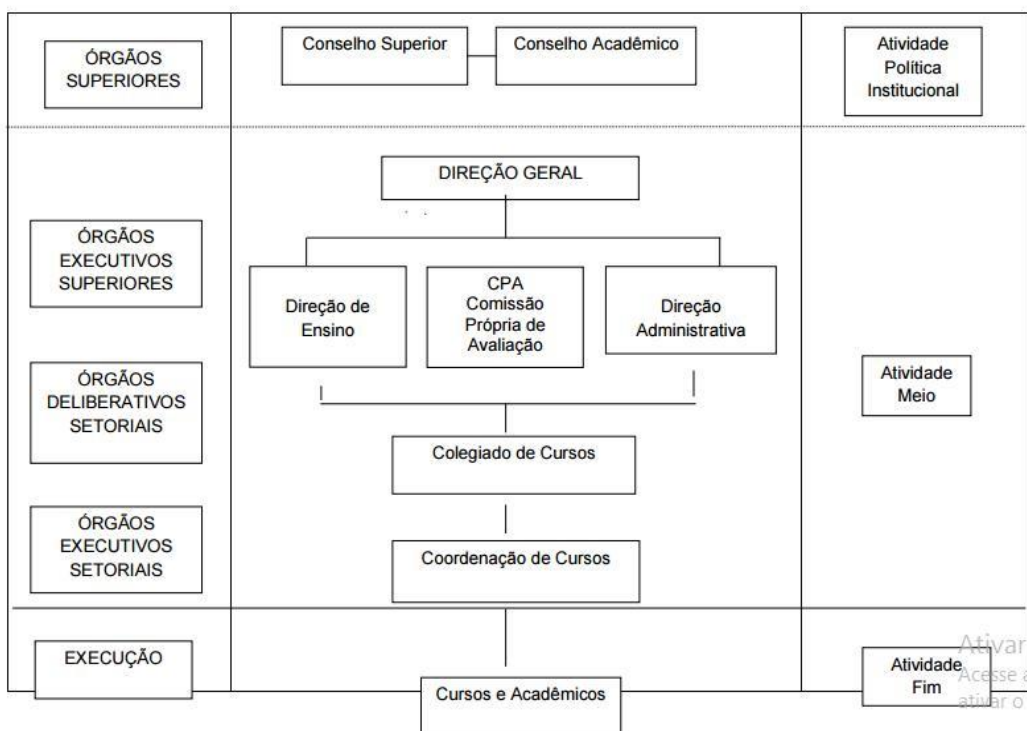 ÓRGÃOS
SUPERIORES
Conselho Superior
Conselho Acadêmico
Atividade
Política
Institucional
DIREÇÃO GERAL
ÓRGÃOS
EXECUTIVOS
SUPERIORES
Direção de
Ensino
CPA
Comissão
Própria de
Avaliação
Direção
Administrativa
ÓRGÃOS
DELIBERATIVOS
SETORIAIS
Atividade
Meio
Colegiado de Cursos
ÓRGÃOS
EXECUTIVOS
SETORIAIS
Coordenação de Cursos
EXECUÇÃO
Cursos e Acadêmicos
Atividade
Fim
Ativar
Acesse a
ativar o